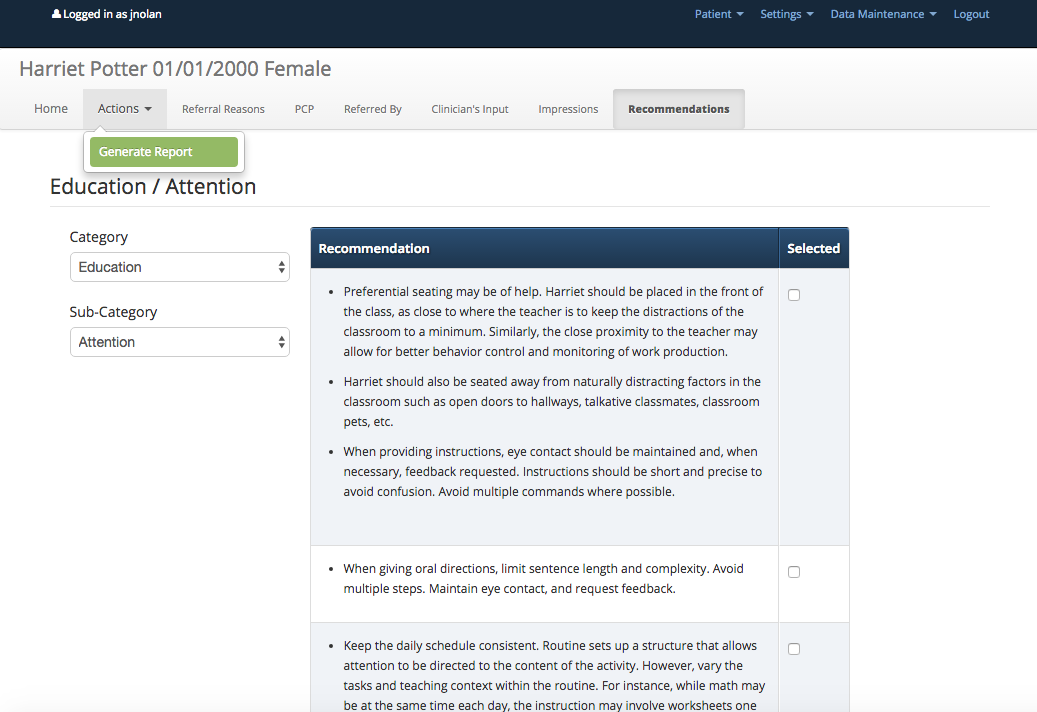 Logged in as jnolan
Patient Settings Data Maintenance Logout
Harriet Potter 01/01/2000 Female
Home Actions Referral Reasons PCP Referred By Clinician's Input Impressions Recommendations
Generate Report
Education / Attention
Category
Education
Sub-Category
Attention
Recommendation Selected
• Preferential seating may be of help. Harriet should be placed in the front of
the class, as close to where the teacher is to keep the distractions of the
classroom to a minimum. Similarly, the close proximity to the teacher may
allow for better behavior control and monitoring of work production.
• Harriet should also be seated away from naturally distracting factors in the
classroom such as open doors to hallways, talkative classmates, classroom
pets, etc.
• When providing instructions, eye contact should be maintained and, when
necessary, feedback requested. Instructions should be short and precise to
avoid confusion. Avoid multiple commands where possible.
• When giving oral directions, limit sentence length and complexity. Avoid
multiple steps. Maintain eye contact, and request feedback.
• Keep the daily schedule consistent. Routine sets up a structure that allows
attention to be directed to the content of the activity. However, vary the
tasks and teaching context within the routine. For instance, while math may
be at the same time each day, the instruction may involve worksheets one